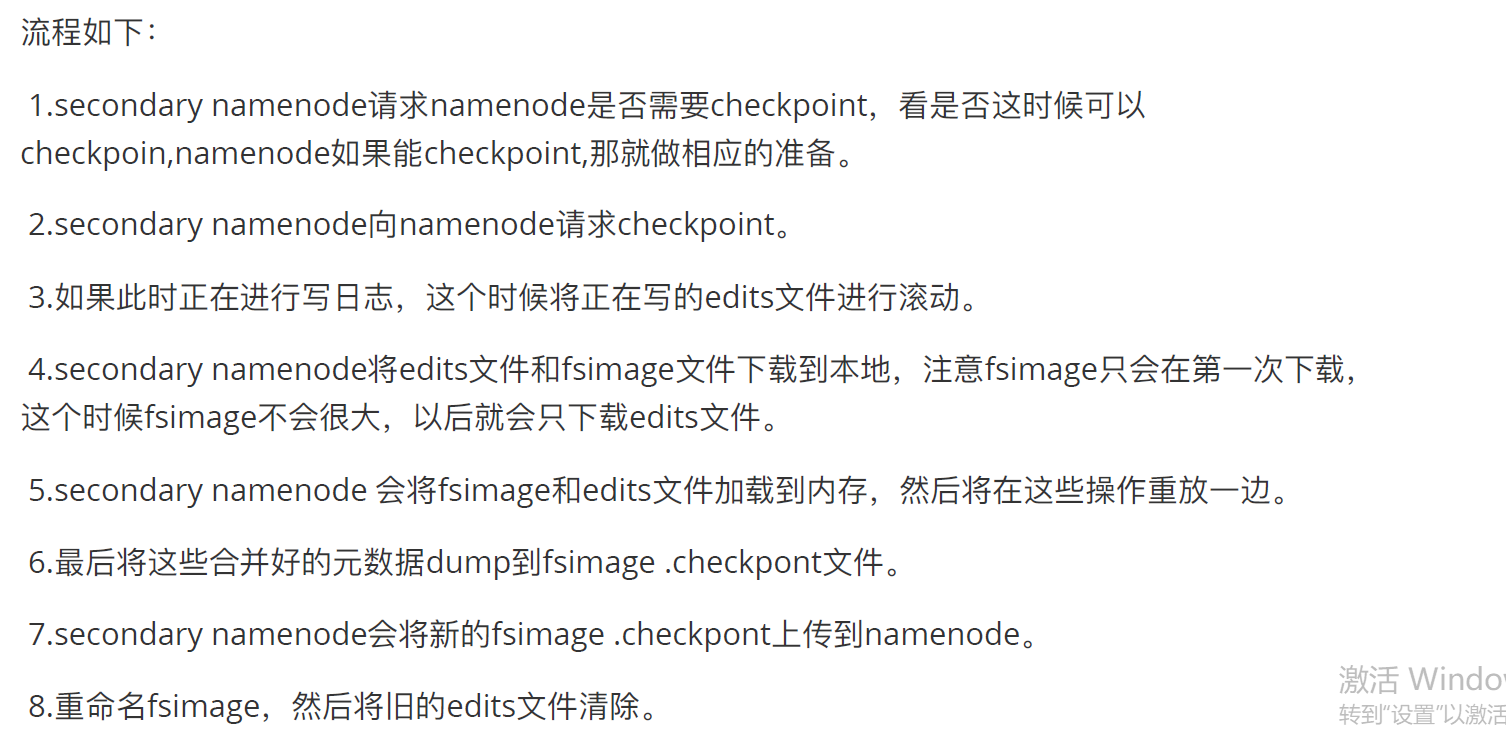 流程如下：
1.secondary namenode请求namenode是否需要checkpoint，看是否这时候可以
checkpoin,namenode如果能checkpoint,那就做相应的准备。
2.secondary namenode向namenode请求checkpoint。
3.如果此时正在进行写日志，这个时候将正在写的edits文件进行滚动。
4.secondary namenode将edits文件和fsimage文件下载到本地，注意fsimage只会在第一次下载，
这个时候fsimage不会很大，以后就会只下载edits文件。
5.secondary namenode 会将fsimage和edits文件加载到内存，然后将在这些操作重放一边。
6.最后将这些合并好的元数据dump到fsimage .checkpont文件。
7.secondary namenode会将新的fsimage .checkpont上传到namenode。
8.重命名fsimage，然后将旧的edits文件清除。
激活 Window
转到“设置”以激活